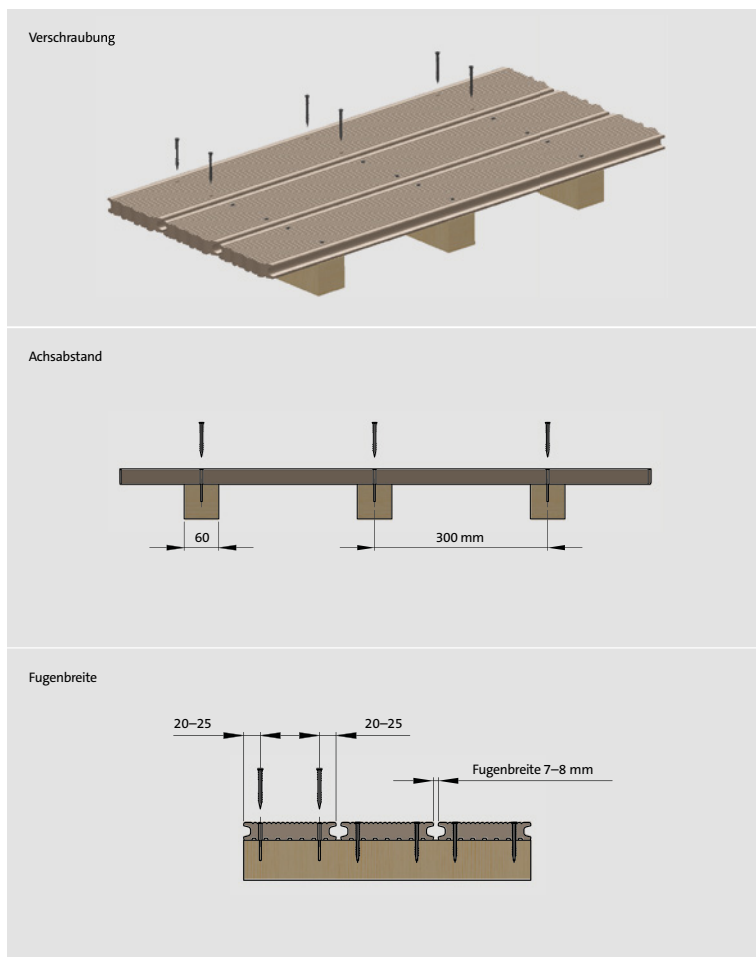 Verschraubung
Achsabstand
60
300 mm
Fugenbreite
20–25
20–25
Fugenbreite 7–8 mm